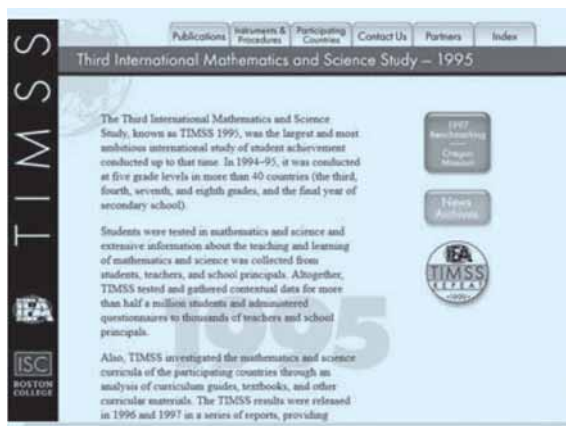 Publications
Instruments &
Procedures
Participating
Countries
Contact Us
Partners
Index
Third International Mathematics and Science Study – 1995
TIMSS
The Third International Mathematics and Science
Study, known as TIMSS 1995, was the largest and most
ambitious international study of student achievement
conducted up to that time. In 1994–95, it was conducted
at five grade levels in more than 40 countries (the third,
fourth, seventh, and eighth grades, and the final year of
secondary school).
Students were tested in mathematics and science and
extensive information about the teaching and learning
of mathematics and science was collected from
students, teachers, and school principals. Altogether,
TIMSS tested and gathered contextual data for more
than half a million students and administered
questionnaires to thousands of teachers and school
principals.
Also, TIMSS investigated the mathematics and science
curricula of the participating countries through an
analysis of curriculum guides, textbooks, and other
curricular materials. The TIMSS results were released
in 1996 and 1997 in a series of reports, providing
1995
1997
Benchmarking
Oregon
Missouri
News
Archives
IEA
TIMSS
REPEAT
1999
IEA
ISC
BOSTON
COLLEGE